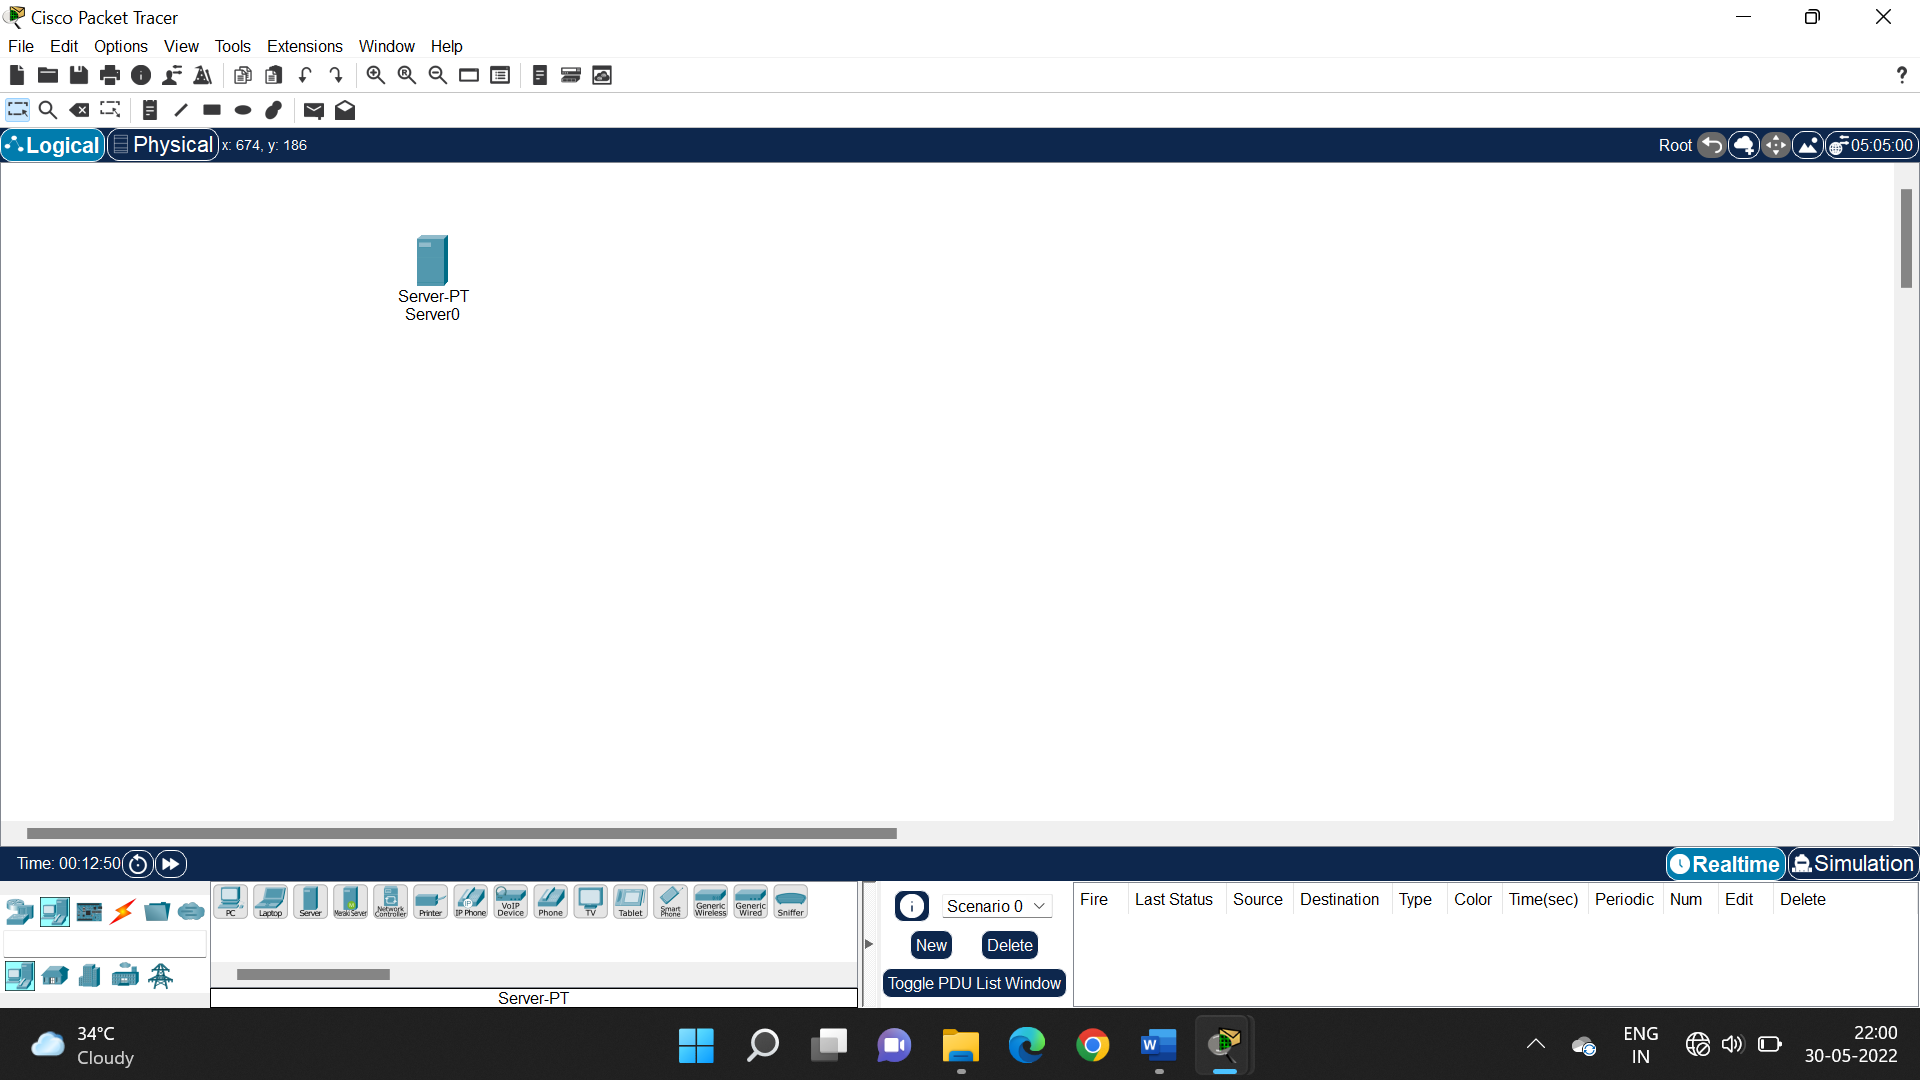 Cisco Packet Tracer
File Edit Options View Tools Extensions Window Help
?
Logical Physical x: 674, y: 186 Root 05:05:00
Server-PT
Server0
Time: 00:12:50 Realtime Simulation
PC Laptop Server Meraki Server Network Controller Printer IP Phone VoIP Device Phone TV Tablet Smart Phone Generic Wireless Generic Wired Sniffer
Server-PT
Scenario 0
New Delete
Toggle PDU List Window
Fire Last Status Source Destination Type Color Time(sec) Periodic Num Edit Delete
34°C
Cloudy
W
ENG
IN
22:00
30-05-2022